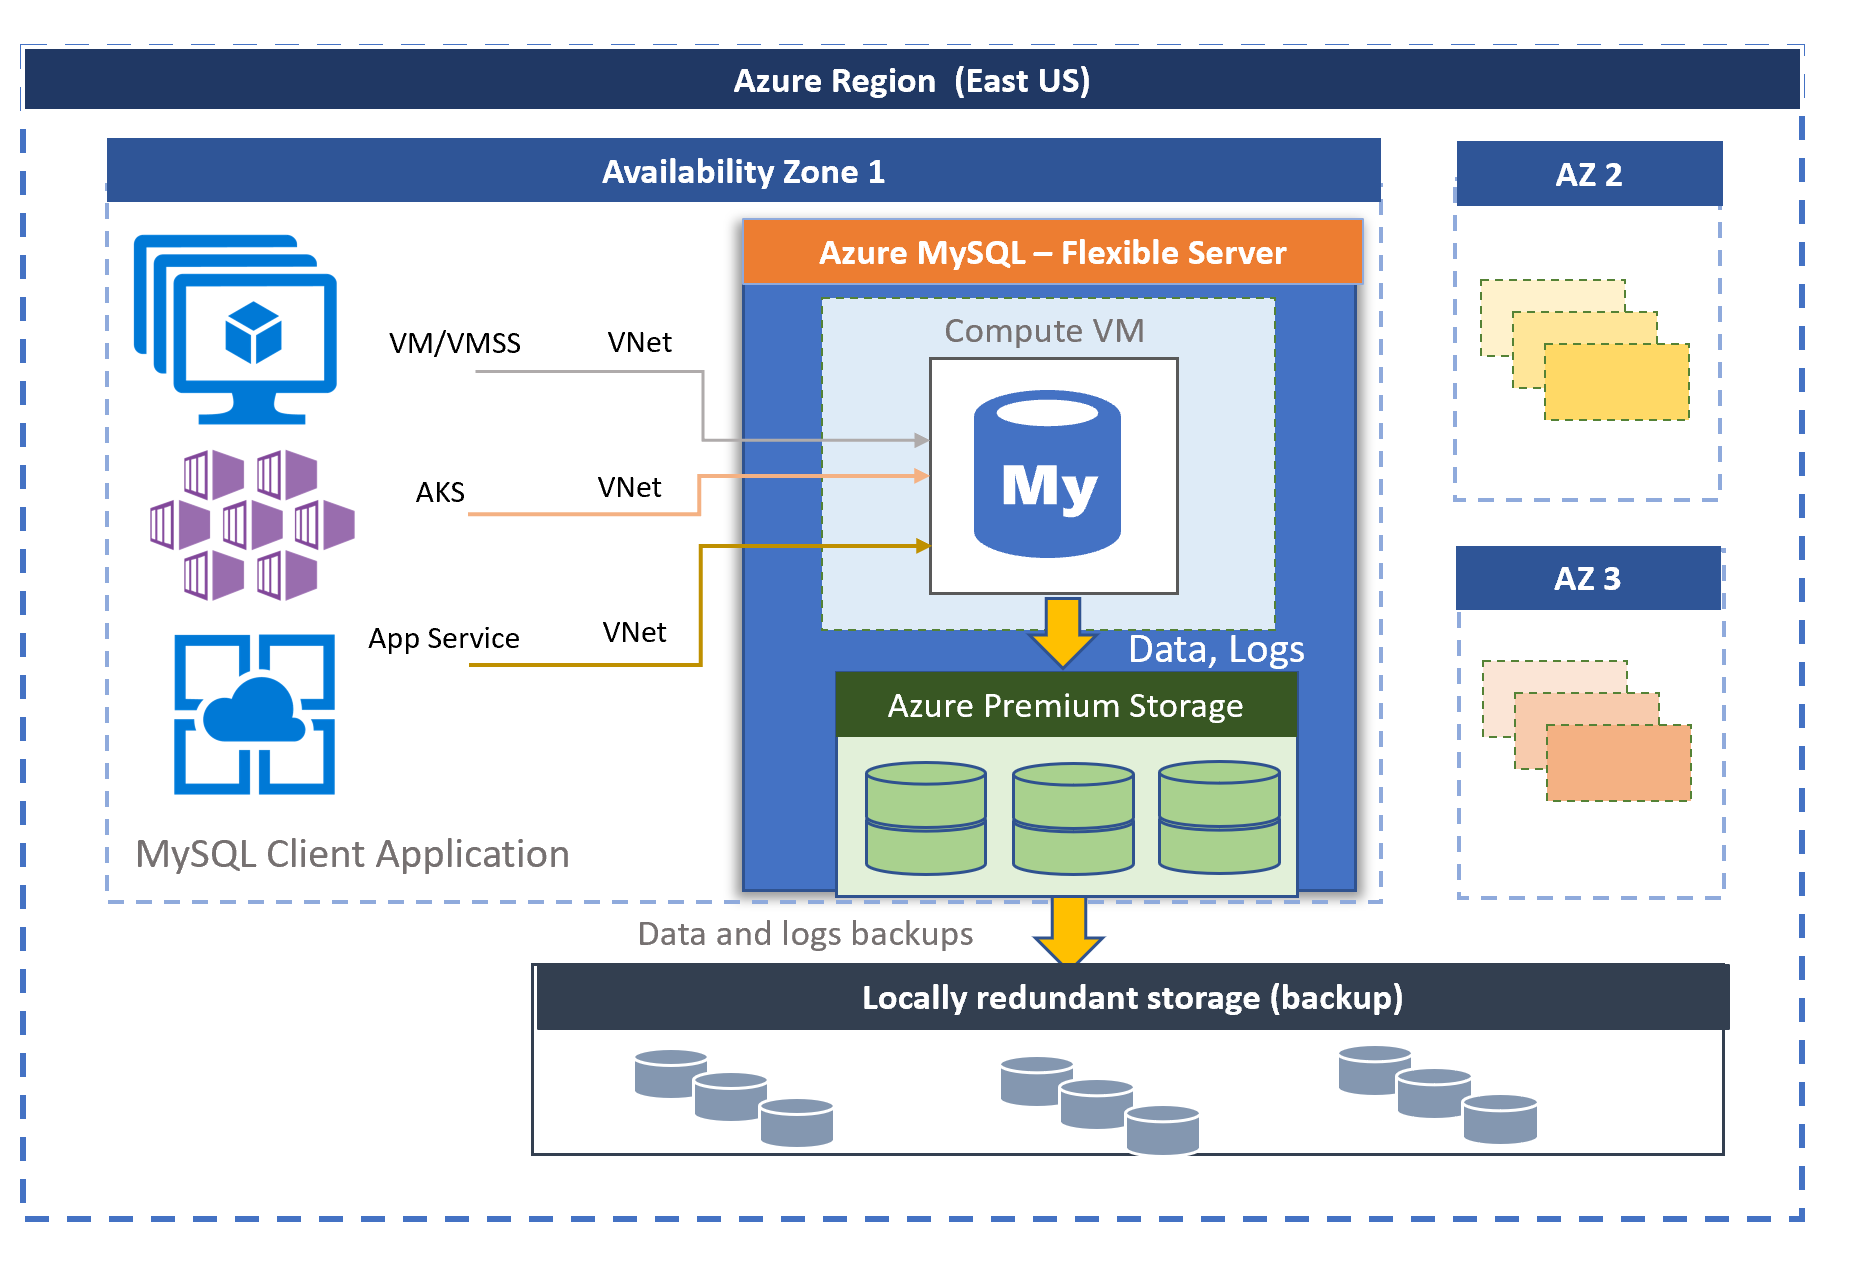 Azure Region  (East US)
Availability Zone 1
AZ 2
Azure MySQL – Flexible Server
Compute VM
VM/VMSS
VNet
My
AKS
VNet
App Service
VNet
AZ 3
Data, Logs
Azure Premium Storage
MySQL Client Application
Data and logs backups
Locally redundant storage (backup)